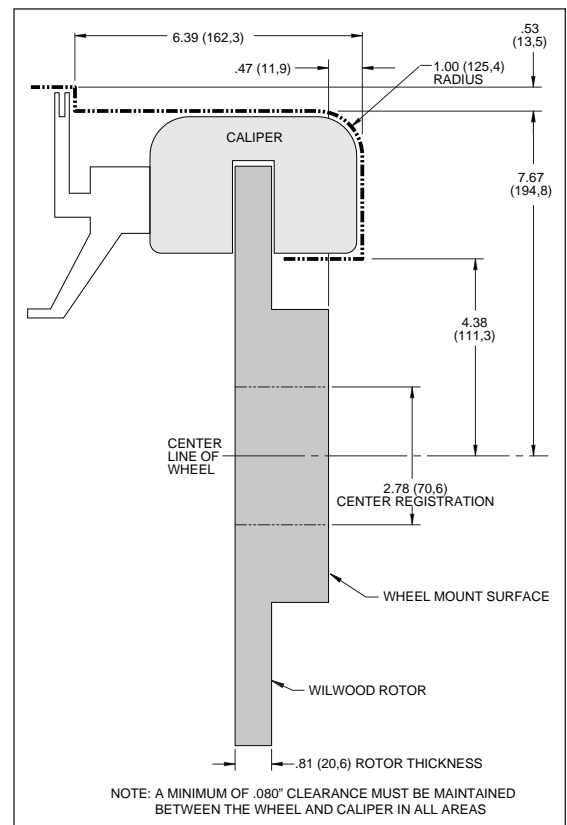 .53
(13,5)
6.39 (162,3)
.47 (11,9)
1.00 (125,4)
RADIUS
CALIPER
7.67
(194,8)
4.38
(111,3)
CENTER
LINE OF
WHEEL
2.78 (70,6)
CENTER REGISTRATION
WHEEL MOUNT SURFACE
WILWOOD ROTOR
.81 (20,6) ROTOR THICKNESS
NOTE: A MINIMUM OF .080" CLEARANCE MUST BE MAINTAINED
BETWEEN THE WHEEL AND CALIPER IN ALL AREAS